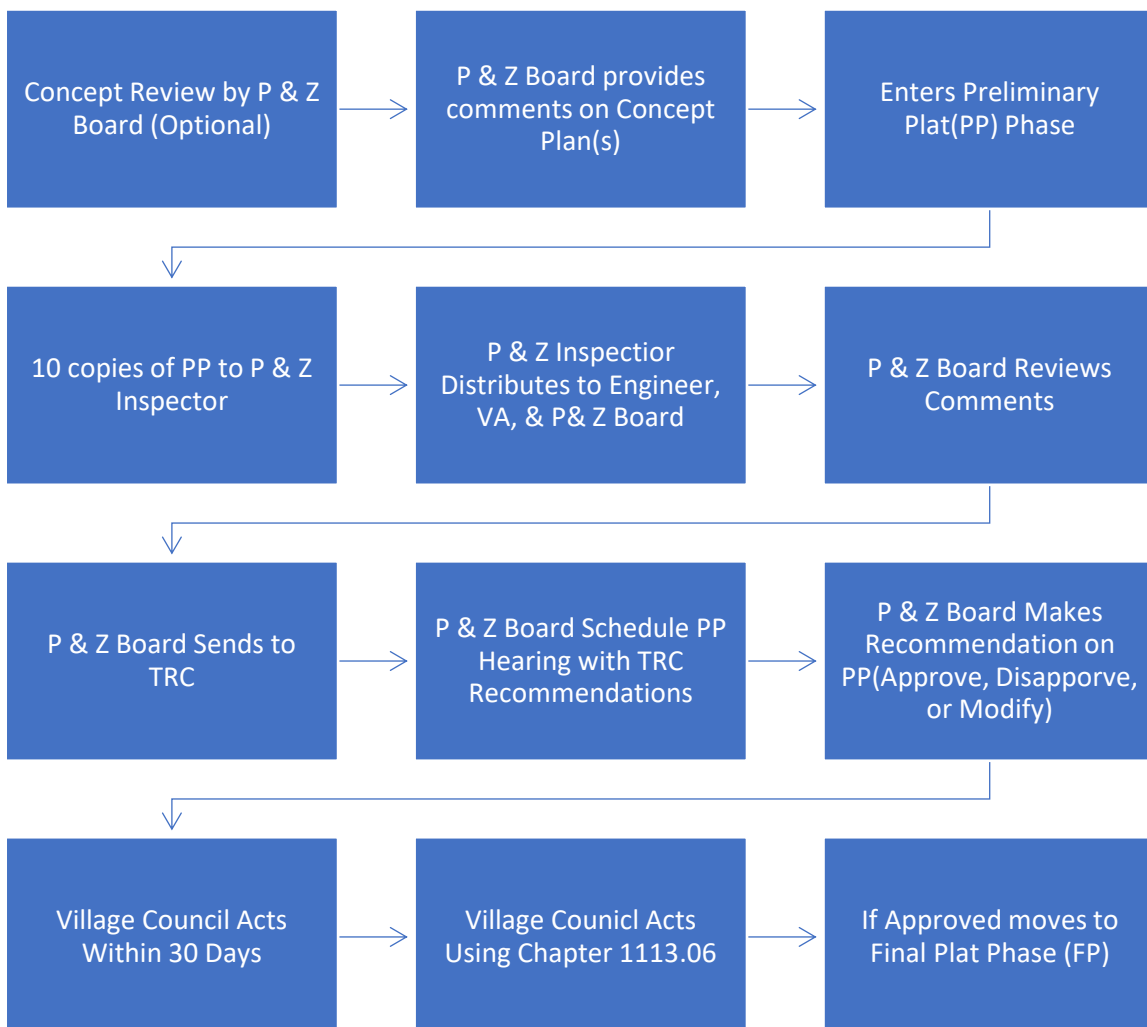 Concept Review by P & Z
Board (Optional)
P & Z Board provides
comments on Concept
Plan(s)
Enters Preliminary
Plat(PP) Phase
10 copies of PP to P & Z
Inspector
P & Z Inspectior
Distributes to Engineer,
VA, & P& Z Board
P & Z Board Reviews
Comments
P & Z Board Sends to
TRC
P & Z Board Schedule PP
Hearing with TRC
Recommendations
P & Z Board Makes
Recommendation on
PP(Approve, Disapporve,
or Modify)
Village Council Acts
Within 30 Days
Village Counicl Acts
Using Chapter 1113.06
If Approved moves to
Final Plat Phase (FP)